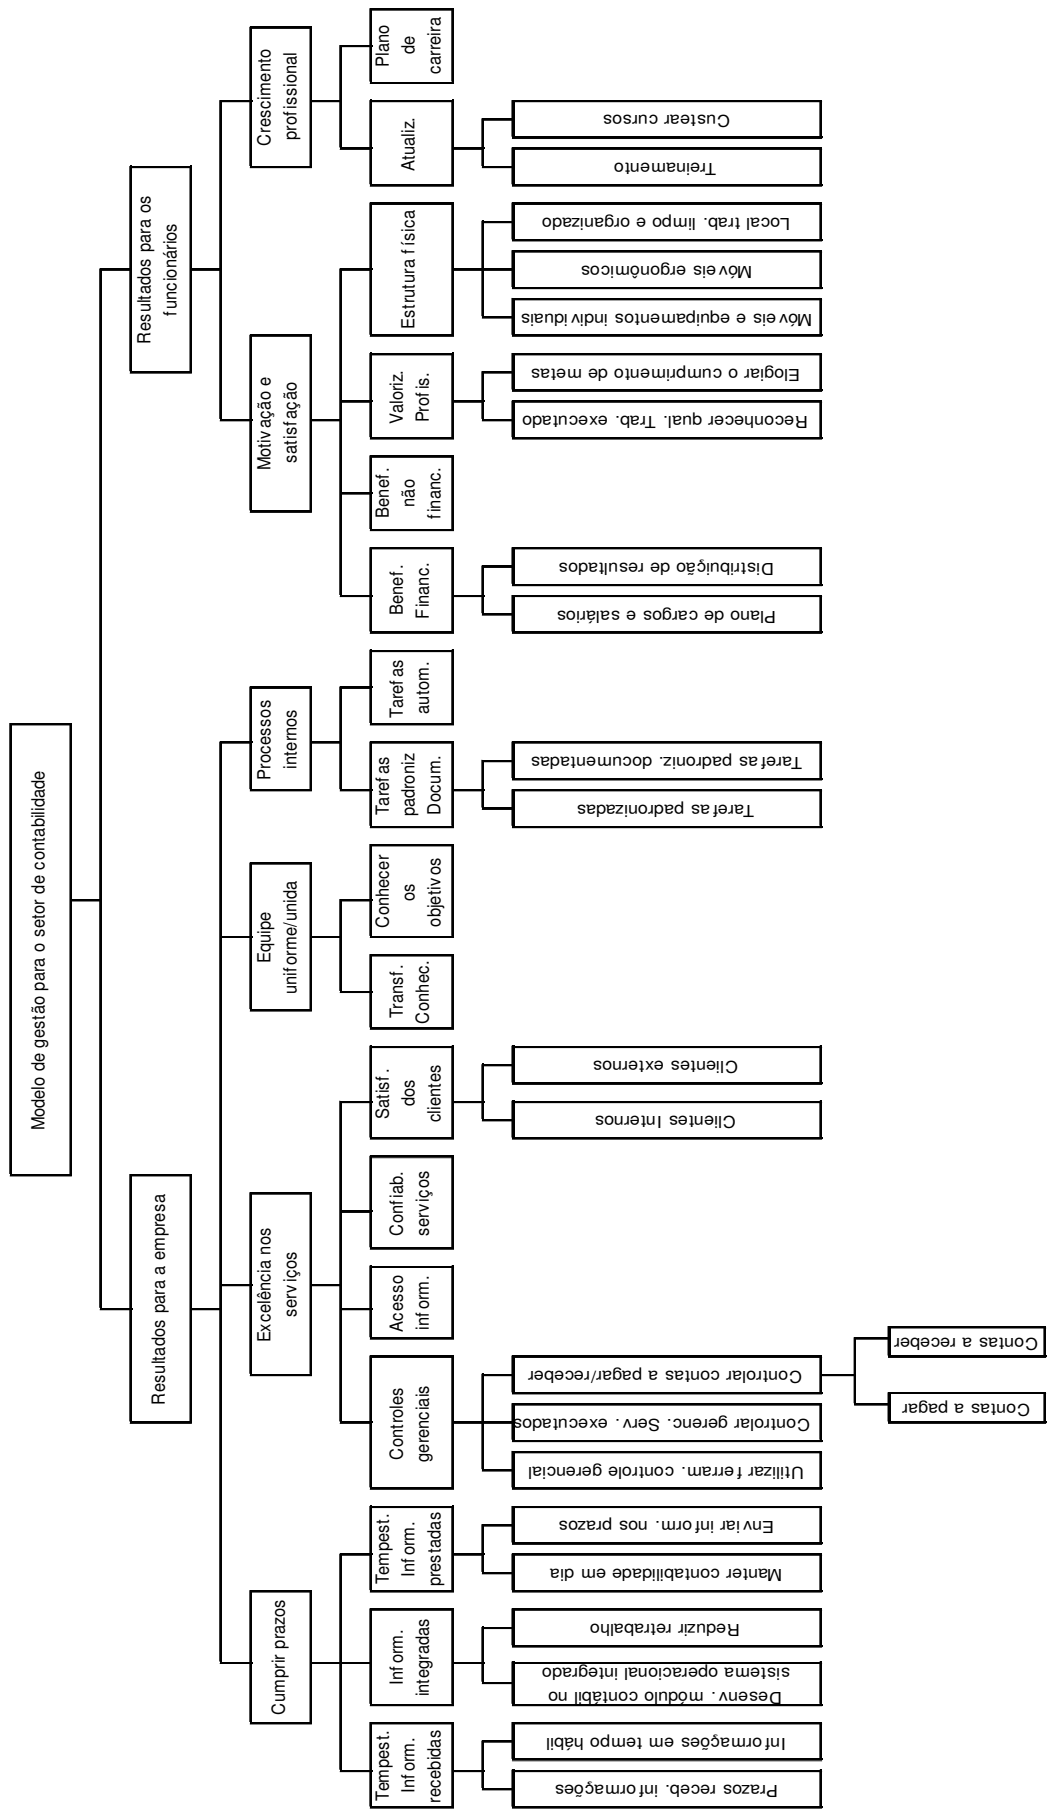 Modelo de gestão para o setor de contabilidade
Resultados para a empresa
Resultados para os
funcionários
Cumprir prazos
Excelência nos
serviços
Equipe
uniforme/unida
Processos
internos
Motivação e
satisfação
Crescimento
profissional
Tempest.
Inform.
recebidas
Inform.
integradas
Tempest.
Inform.
prestadas
Controles
gerenciais
Acesso
inform.
Confiab.
serviços
Satisf.
dos
clientes
Transf.
Conhec.
Conhecer
os
objetivos
Tarefas
padroniz
Docum.
Tarefas
autom.
Benef.
Financ.
Benef.
não
financ.
Valoriz.
Profis.
Estrutura física
Atualiz.
Plano
de
carreira
Prazos receb. informações
Informações em tempo hábil
Desenv. módulo contábil no
sistema operacional integrado
Reduzir retrabalho
Manter contabilidade em dia
Enviar inform. nos prazos
Utilizar ferram. controle gerencial
Controlar gerenc. Serv. executados
Controlar contas a pagar/receber
Clientes Internos
Clientes externos
Tarefas padronizadas
Tarefas padroniz. documentadas
Plano de cargos e salários
Distribuição de resultados
Reconhecer qual. Trab. executado
Elogiar o cumprimento de metas
Móveis e equipamentos individuais
Móveis ergonômicos
Local trab. limpo e organizado
Treinamento
Custear cursos
Contas a pagar
Contas a receber